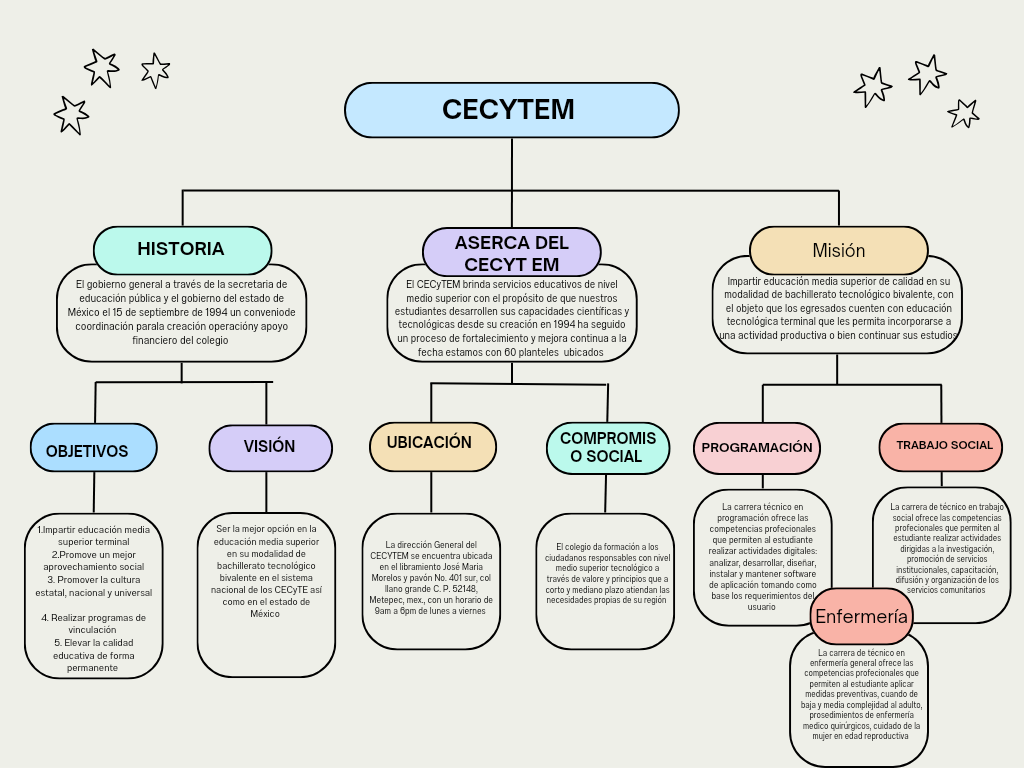 CECYTEM
HISTORIA
El gobierno general a través de la secretaria de
educación pública y el gobierno del estado de
México el 15 de septiembre de 1994 un conveniode
coordinación parala creación operacióny apoyo
financiero del colegio
ASERCA DEL
CECYT EM
El CECyTEM brinda servicios educativos de nivel
medio superior con el propósito de que nuestros
estudiantes desarrollen sus capacidades científicas y
tecnológicas desde su creación en 1994 ha seguido
un proceso de fortalecimiento y mejora continua a la
fecha estamos con 60 planteles ubicados
Misión
Impartir educación media superior de calidad en su
modalidad de bachillerato tecnológico bivalente, con
el objeto que los egresados cuenten con educación
tecnológica terminal que les permita incorporarse a
una actividad productiva o bien continuar sus estudios
OBJETIVOS
1.Impartir educación media
superior terminal
2.Promove un mejor
aprovechamiento social
3. Promover la cultura
estatal, nacional y universal
4. Realizar programas de
vinculación
5. Elevar la calidad
educativa de forma
permanente
VISIÓN
Ser la mejor opción en la
educación media superior
en su modalidad de
bachillerato tecnológico
bivalente en el sistema
nacional de los CECyTE así
como en el estado de
México
UBICACIÓN
La dirección General del
CECYTEM se encuentra ubicada
en el libramiento José Maria
Morelos y pavón No. 401 sur, col
llano grande C. P. 52148,
Metepec, mex., con un horario de
9am a 6pm de lunes a viernes
COMPROMIS
O SOCIAL
El colegio da formación a los
ciudadanos responsables con nivel
medio superior tecnológico a
través de valore y principios que a
corto y mediano plazo atiendan las
necesidades propias de su región
PROGRAMACIÓN
La carrera técnico en
programación ofrece las
competencias profesionales
que permiten al estudiante
realizar actividades digitales:
analizar, desarrollar, diseñar,
instalar y mantener software
de aplicación tomando como
base los requerimientos del
usuario
TRABAJO SOCIAL
La carrera de técnico en trabajo
social ofrece las competencias
profesionales que permiten al
estudiante realizar actividades
dirigidas a la investigación,
promoción de servicios
institucionales, capacitación,
difusión y organización de los
servicios comunitarios
Enfermería
La carrera de técnico en
enfermería general ofrece las
competencias profecionales que
permiten al estudiante aplicar
medidas preventivas, cuando de
baja y media complejidad al adulto,
prosedimientos de enfermería
medico quirúrgicos, cuidado de la
mujer en edad reproductiva